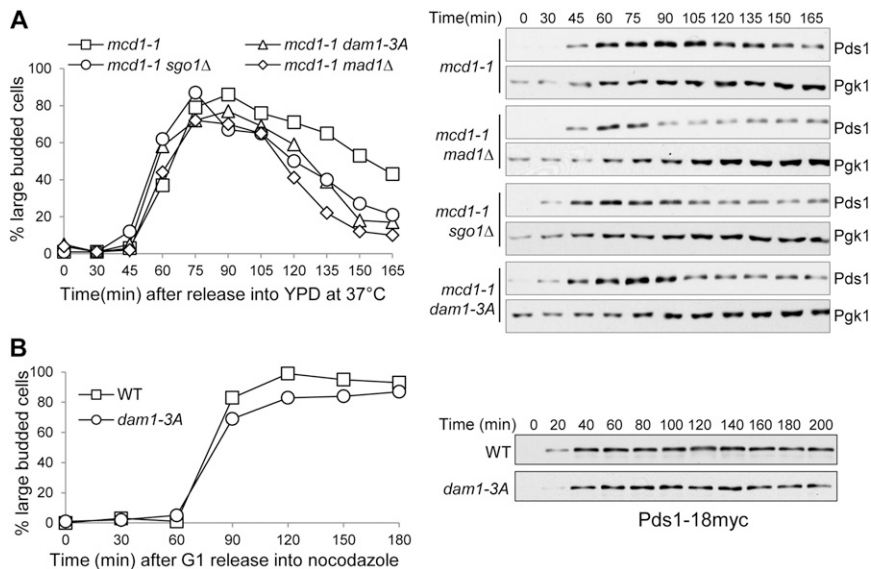 A
mcd1-1
mcd1-1 dam1-3A
mcd1-1 sgo1Δ
mcd1-1 mad1Δ
% large budded cells
100
80
60
40
20
0
0 30 45 60 75 90 105 120 135 150 165
Time(min) after release into YPD at 37°C
Time(min) 0 30 45 60 75 90 105 120 135 150 165
mcd1-1
Pds1
Pgk1
mcd1-1
mad1Δ
Pds1
Pgk1
mcd1-1
sgo1Δ
Pds1
Pgk1
mcd1-1
dam1-3A
Pds1
Pgk1
B
WT
dam1-3A
% large budded cells
100
80
60
40
20
0
0 30 60 90 120 150 180
Time (min) after G1 release into nocodazole
Time (min) 0 20 40 60 80 100 120 140 160 180 200
WT
dam1-3A
Pds1-18myc